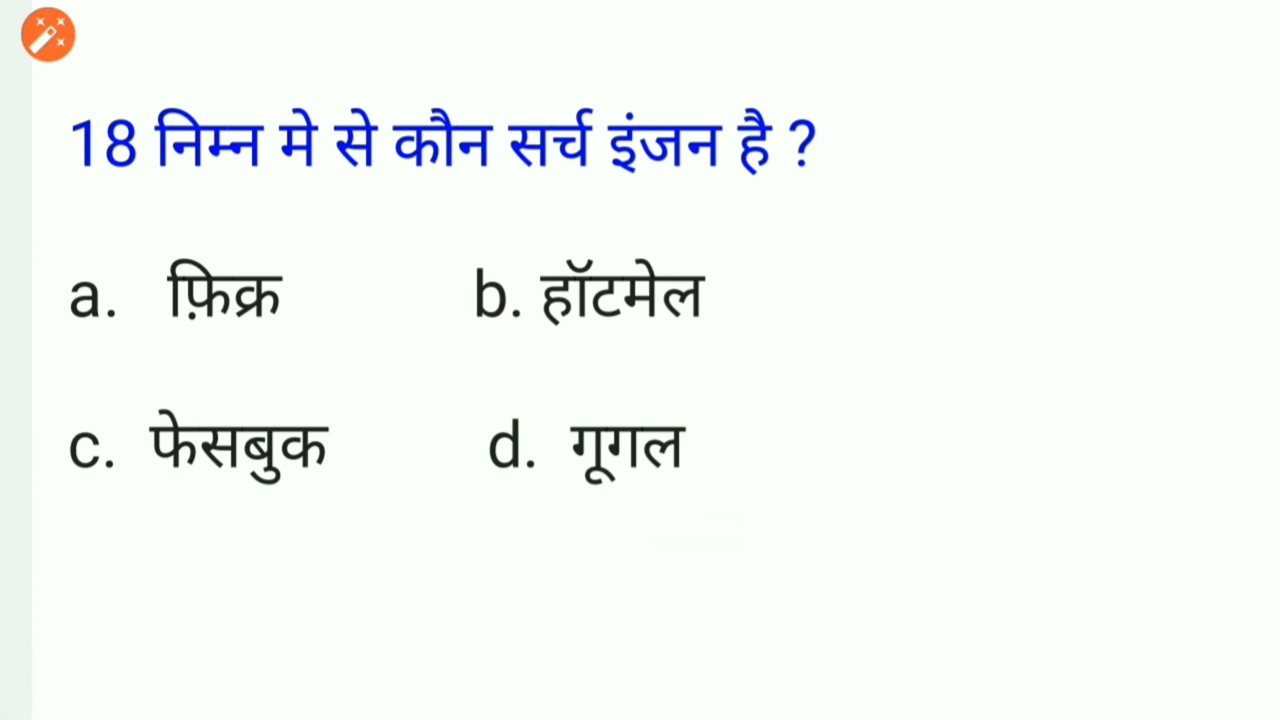 18 निम्न मे से कौन सर्च इंजन है ?
a. फ़िक्र b. हॉटमेल
c. फेसबुक d. गूगल